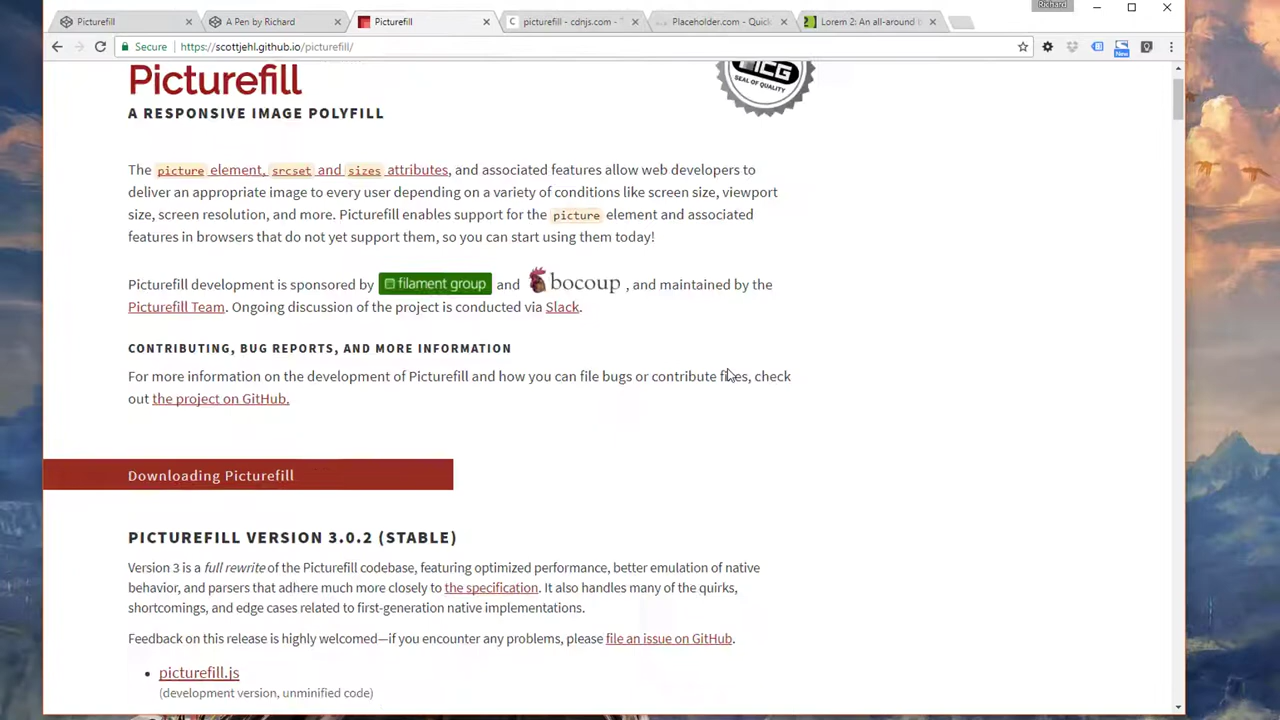 Richard
Picturefill
A Pen by Richard
Picturefill
picturefill - cdnjs.com -
Placeholder.com - Quick
Lorem 2: An all-around
Secure https://scottjehl.github.io/picturefill/
New
Picturefill
SEAL OF QUALITY
A RESPONSIVE IMAGE POLYFILL
The picture element, srcset and sizes attributes, and associated features allow web developers to
deliver an appropriate image to every user depending on a variety of conditions like screen size, viewport
size, screen resolution, and more. Picturefill enables support for the picture element and associated
features in browsers that do not yet support them, so you can start using them today!
Picturefill development is sponsored by filament group and bocoup , and maintained by the
Picturefill Team. Ongoing discussion of the project is conducted via Slack.
CONTRIBUTING, BUG REPORTS, AND MORE INFORMATION
For more information on the development of Picturefill and how you can file bugs or contribute fixes, check
out the project on GitHub.
Downloading Picturefill
PICTUREFILL VERSION 3.0.2 (STABLE)
Version 3 is a full rewrite of the Picturefill codebase, featuring optimized performance, better emulation of native
behavior, and parsers that adhere much more closely to the specification. It also handles many of the quirks,
shortcomings, and edge cases related to first-generation native implementations.
Feedback on this release is highly welcomed—if you encounter any problems, please file an issue on GitHub.
• picturefill.js
(development version, unminified code)